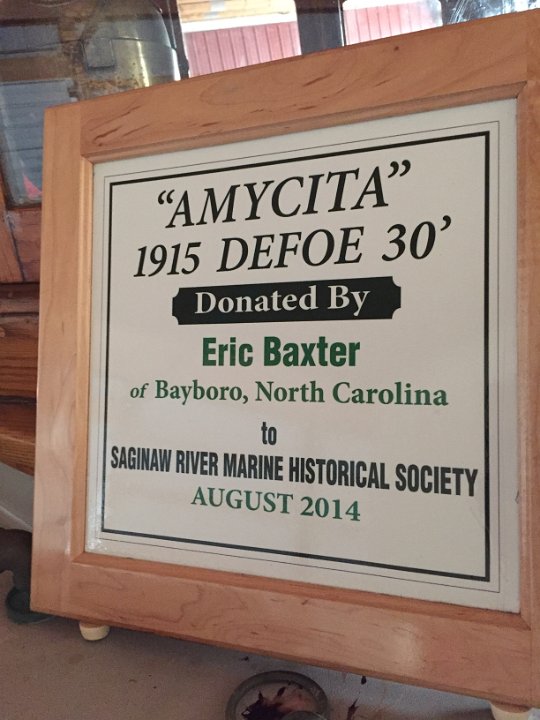 “AMYCITA”
1915 DEFOE 30’
Donated By
Eric Baxter
of Bayboro, North Carolina
to
SAGINAW RIVER MARINE HISTORICAL SOCIETY
AUGUST 2014